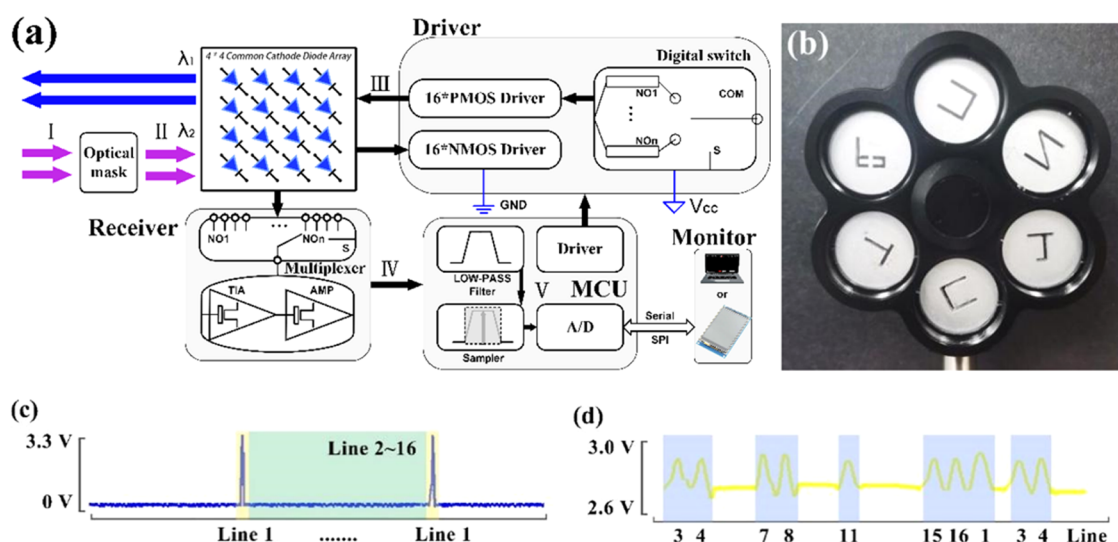 (a)
Driver
4 * 4 Common Cathode Diode Array
Digital switch
λ1
III
16*PMOS Driver
NO1
COM
I
II
λ2
Optical mask
16*NMOS Driver
NOn
S
GND
Vcc
Receiver
NO1
NOn
S
Multiplexer
TIA
AMP
IV
LOW-PASS
Filter
Driver
V
MCU
Sampler
A/D
Serial
SPI
Monitor
or
(b)
(c)
3.3 V
0 V
Line 2~16
Line 1 ....... Line 1
(d)
3.0 V
2.6 V
3 4 7 8 11 15 16 1 3 4 Line